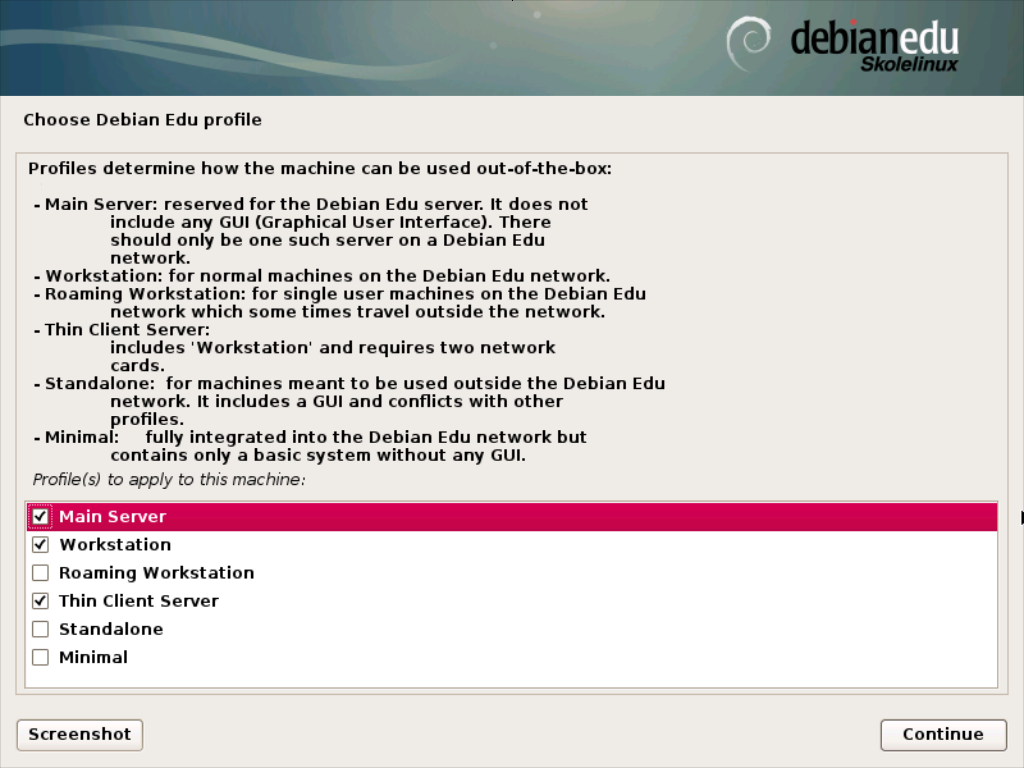 debianedu
Skolelinux
Choose Debian Edu profile
Profiles determine how the machine can be used out-of-the-box:
- Main Server: reserved for the Debian Edu server. It does not
include any GUI (Graphical User Interface). There
should only be one such server on a Debian Edu
network.
- Workstation: for normal machines on the Debian Edu network.
- Roaming Workstation: for single user machines on the Debian Edu
network which some times travel outside the network.
- Thin Client Server:
includes 'Workstation' and requires two network
cards.
- Standalone: for machines meant to be used outside the Debian Edu
network. It includes a GUI and conflicts with other
profiles.
- Minimal: fully integrated into the Debian Edu network but
contains only a basic system without any GUI.
Profile(s) to apply to this machine:
Main Server
Workstation
Roaming Workstation
Thin Client Server
Standalone
Minimal
Screenshot
Continue